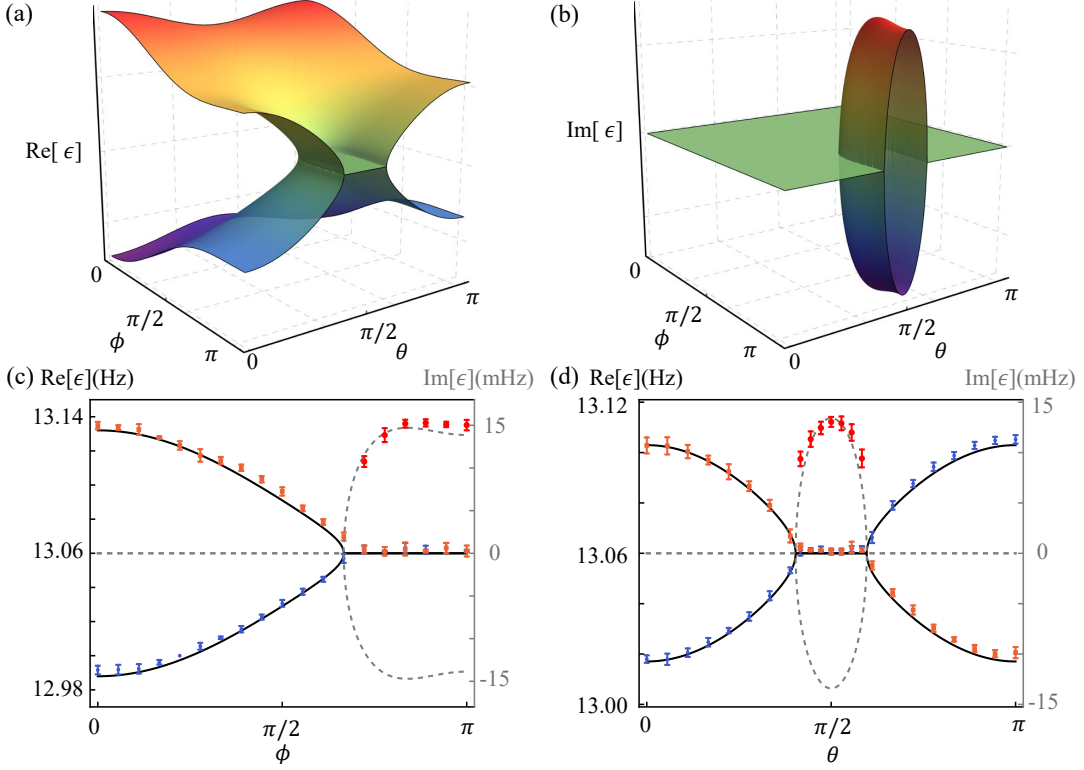 (a)
Re[ ϵ]
0
π/2
ϕ
π
0
π/2
θ
π
(b)
Im[ ϵ]
0
π/2
ϕ
π
0
π/2
θ
π
(c) Re[ϵ](Hz)
Im[ϵ](mHz)
13.14
13.06
12.98
15
0
-15
0
π/2
π
ϕ
(d) Re[ϵ](Hz)
Im[ϵ](mHz)
13.12
13.06
13.00
15
0
-15
0
π/2
π
θ